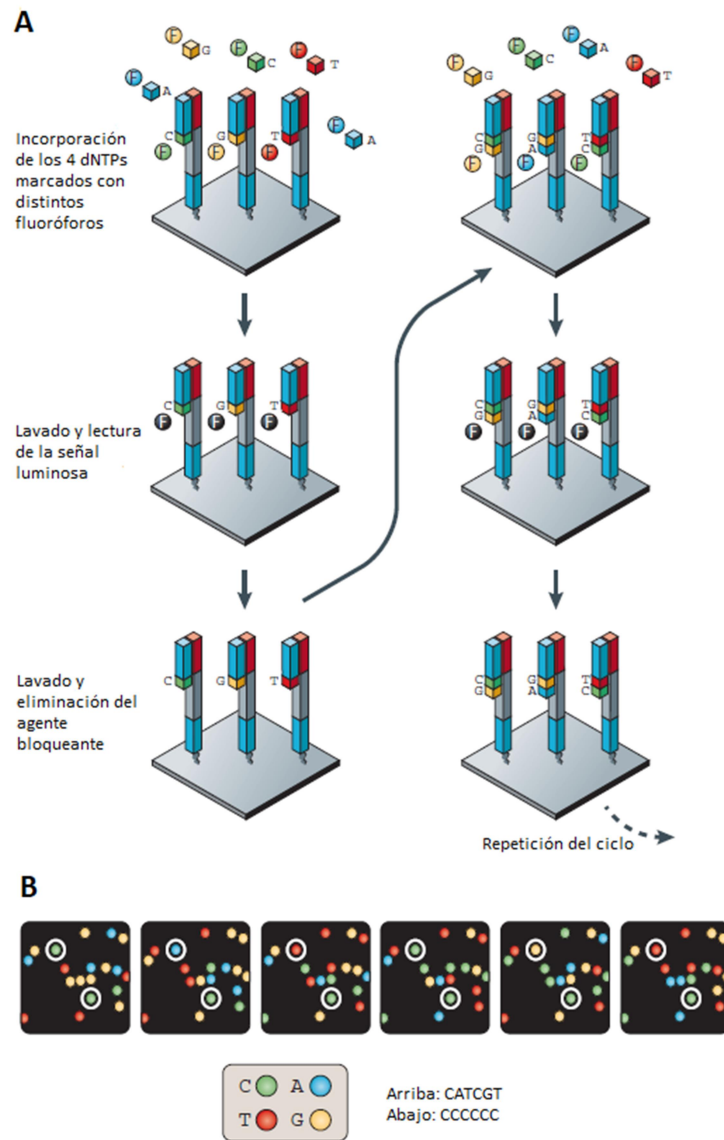 A
F G F C F T
F A
F A
C G T
F F F
Incorporación
de los 4 dNTPs
marcados con
distintos
fluoróforos
F G F C F A F T
C G T
G A C
F F F
Lavado y lectura
de la señal
luminosa
C G T
F F F
C G T
G A C
F F F
Lavado y
eliminación del
agente
bloqueante
C G T
C G T
G A C
Repetición del ciclo
B
C A
T G
Arriba: CATCGT
Abajo: CCCCCC